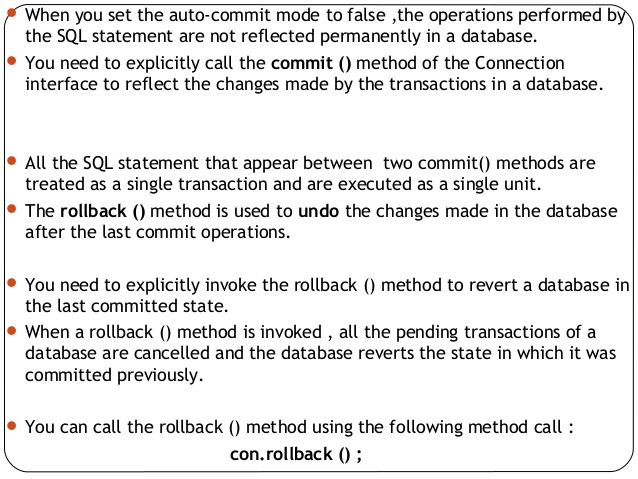 • When you set the auto-commit mode to false ,the operations performed by
the SQL statement are not reflected permanently in a database.
• You need to explicitly call the commit () method of the Connection
interface to reflect the changes made by the transactions in a database.
• All the SQL statement that appear between two commit() methods are
treated as a single transaction and are executed as a single unit.
• The rollback () method is used to undo the changes made in the database
after the last commit operations.
• You need to explicitly invoke the rollback () method to revert a database in
the last committed state.
• When a rollback () method is invoked , all the pending transactions of a
database are cancelled and the database reverts the state in which it was
committed previously.
• You can call the rollback () method using the following method call :
con.rollback () ;